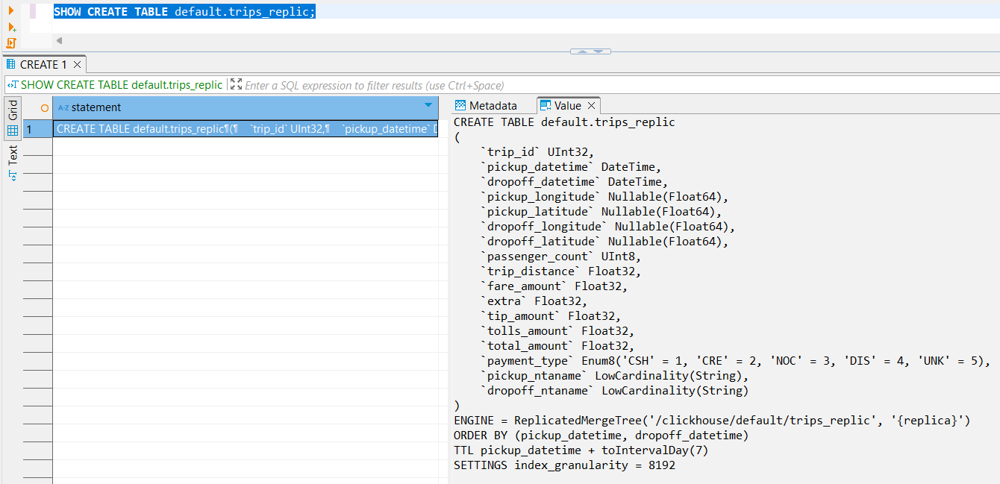 SHOW CREATE TABLE default.trips_replic;
CREATE 1
SHOW CREATE TABLE default.trips_replic
Enter a SQL expression to filter results (use Ctrl+Space)
Grid
Text
A-Z statement
1
CREATE TABLE default.trips_replic¶(¶ `trip_id` UInt32,¶ `pickup_datetime` D
Metadata
Value
CREATE TABLE default.trips_replic
(
    `trip_id` UInt32,
    `pickup_datetime` DateTime,
    `dropoff_datetime` DateTime,
    `pickup_longitude` Nullable(Float64),
    `pickup_latitude` Nullable(Float64),
    `dropoff_longitude` Nullable(Float64),
    `dropoff_latitude` Nullable(Float64),
    `passenger_count` UInt8,
    `trip_distance` Float32,
    `fare_amount` Float32,
    `extra` Float32,
    `tip_amount` Float32,
    `tolls_amount` Float32,
    `total_amount` Float32,
    `payment_type` Enum8('CSH' = 1, 'CRE' = 2, 'NOC' = 3, 'DIS' = 4, 'UNK' = 5),
    `pickup_ntaname` LowCardinality(String),
    `dropoff_ntaname` LowCardinality(String)
)
ENGINE = ReplicatedMergeTree('/clickhouse/default/trips_replic', '{replica}')
ORDER BY (pickup_datetime, dropoff_datetime)
TTL pickup_datetime + toIntervalDay(7)
SETTINGS index_granularity = 8192